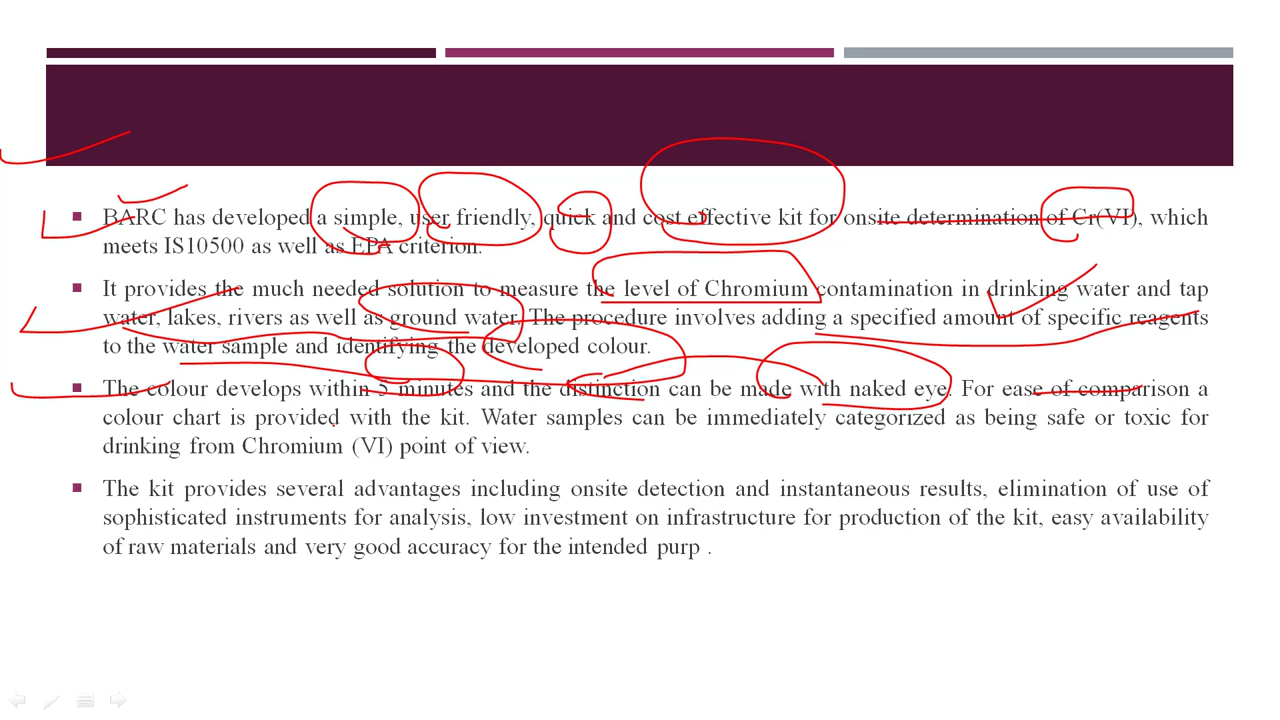 BARC has developed a simple, user friendly, quick and cost effective kit for onsite determination of Cr(VI), which
meets IS10500 as well as EPA criterion.
It provides the much needed solution to measure the level of Chromium contamination in drinking water and tap
water, lakes, rivers as well as ground water. The procedure involves adding a specified amount of specific reagents
to the water sample and identifying the developed colour.
The colour develops within 5 minutes and the distinction can be made with naked eye. For ease of comparison a
colour chart is provided with the kit. Water samples can be immediately categorized as being safe or toxic for
drinking from Chromium (VI) point of view.
The kit provides several advantages including onsite detection and instantaneous results, elimination of use of
sophisticated instruments for analysis, low investment on infrastructure for production of the kit, easy availability
of raw materials and very good accuracy for the intended purp .